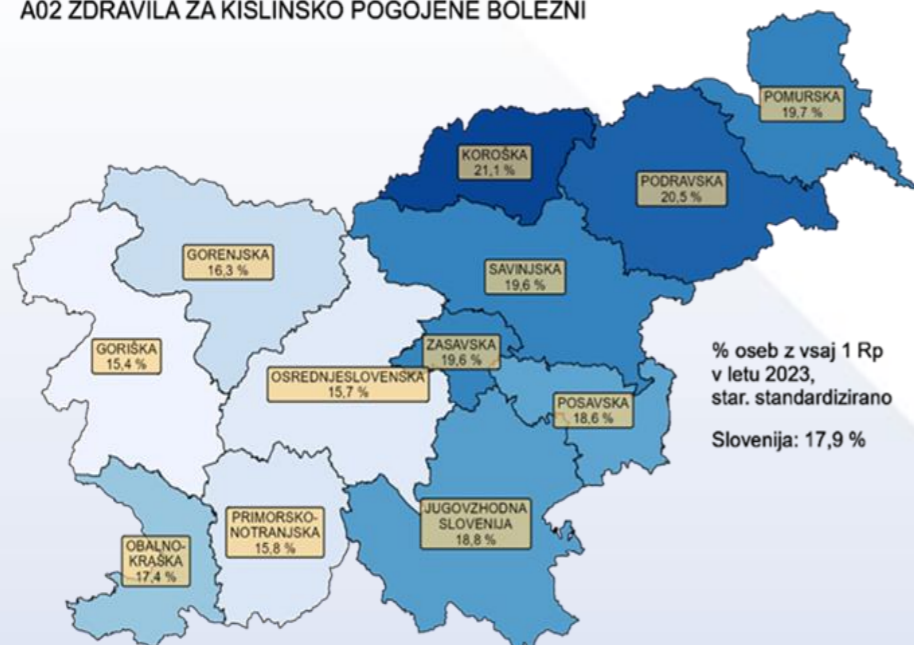 A02 ZDRAVILA ZA KISLINSKO POGOJENE BOLEZNI
POMURSKA
19,7 %
KOROŠKA
21,1 %
PODRAVSKA
20,5 %
GORENJSKA
16,3 %
SAVINJSKA
19,6 %
GORIŠKA
15,4 %
ZASAVSKA
19,6 %
OSREDNJESLOVENSKA
15,7 %
POSAVSKA
18,6 %
% oseb z vsaj 1 Rp
v letu 2023,
star. standardizirano
Slovenija: 17,9 %
JUGOVZHODNA
SLOVENIJA
18,8 %
PRIMORSKO-
NOTRANJSKA
15,8 %
OBALNO-
KRAŠKA
17,4 %